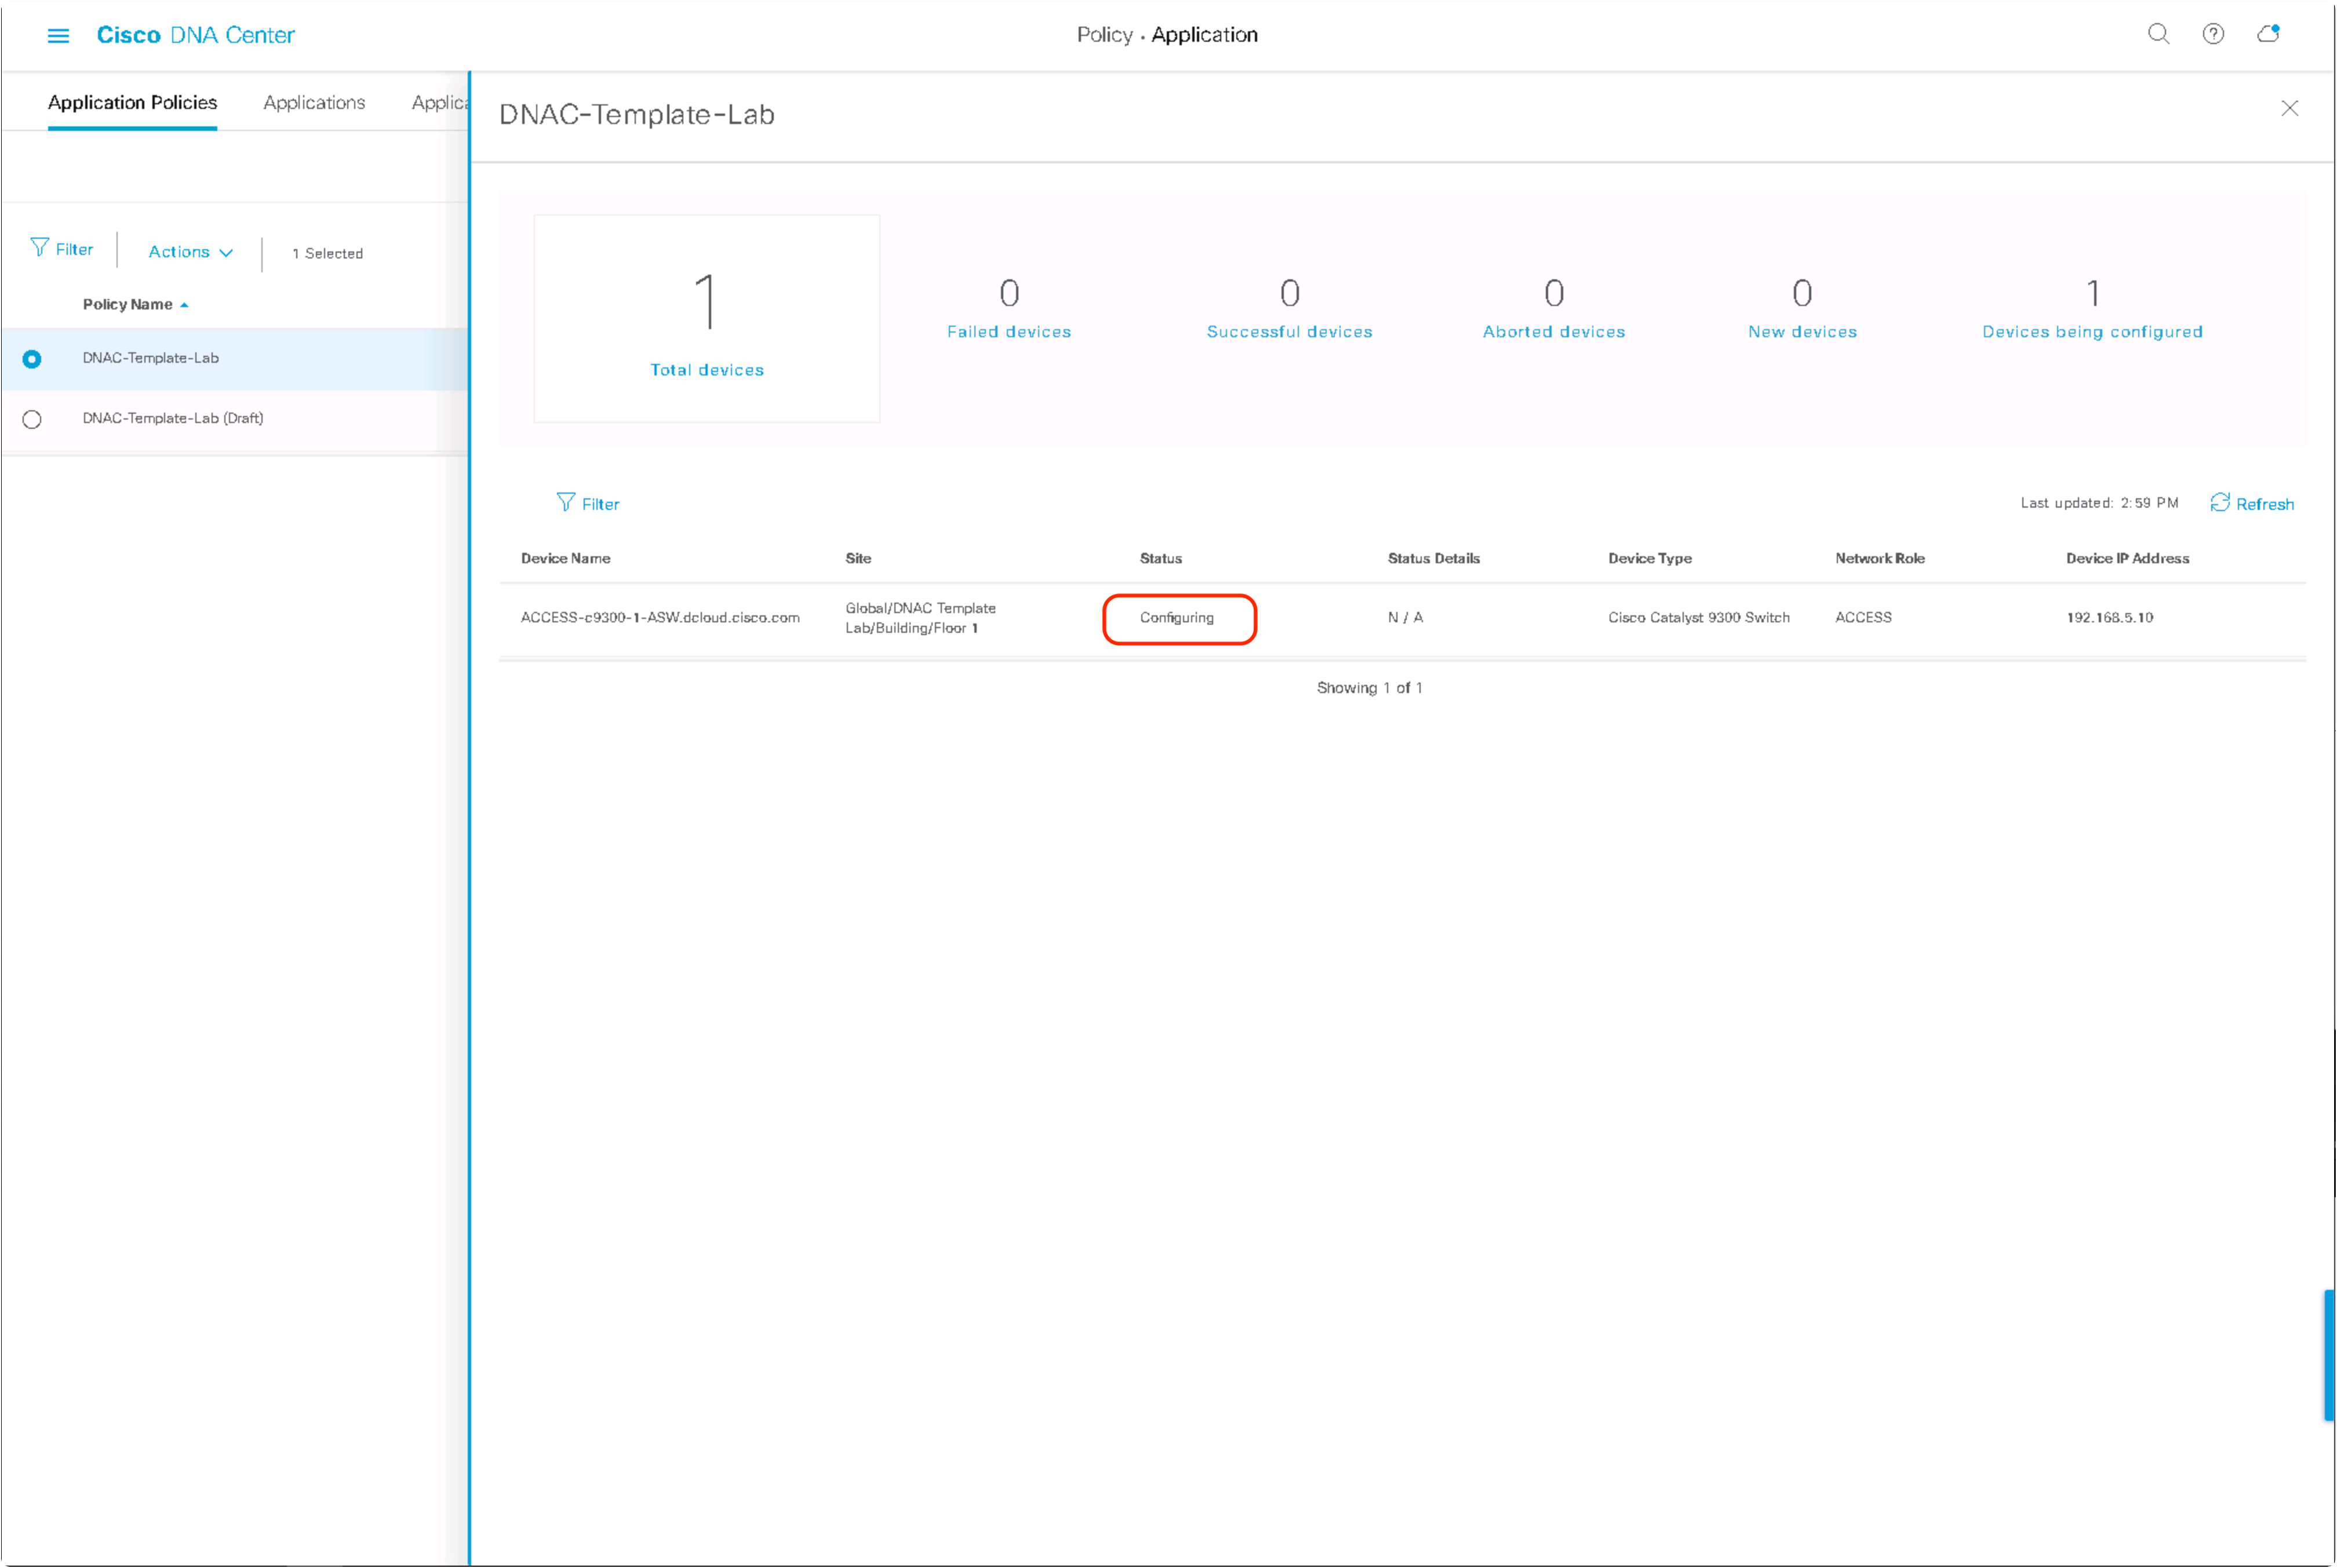 Cisco DNA Center
Policy · Application
Application Policies Applications Applica
DNAC-Template-Lab
Filter Actions 1 Selected
Policy Name
DNAC-Template-Lab
DNAC-Template-Lab (Draft)
1
Total devices
0
Failed devices
0
Successful devices
0
Aborted devices
0
New devices
1
Devices being configured
Filter
Last updated: 2:59 PM Refresh
Device Name Site Status Status Details Device Type Network Role Device IP Address
ACCESS-c9300-1-ASW.dcloud.cisco.com Global/DNAC Template Configuring N / A Cisco Catalyst 9300 Switch ACCESS 192.168.5.10
Lab/Building/Floor 1
Showing 1 of 1